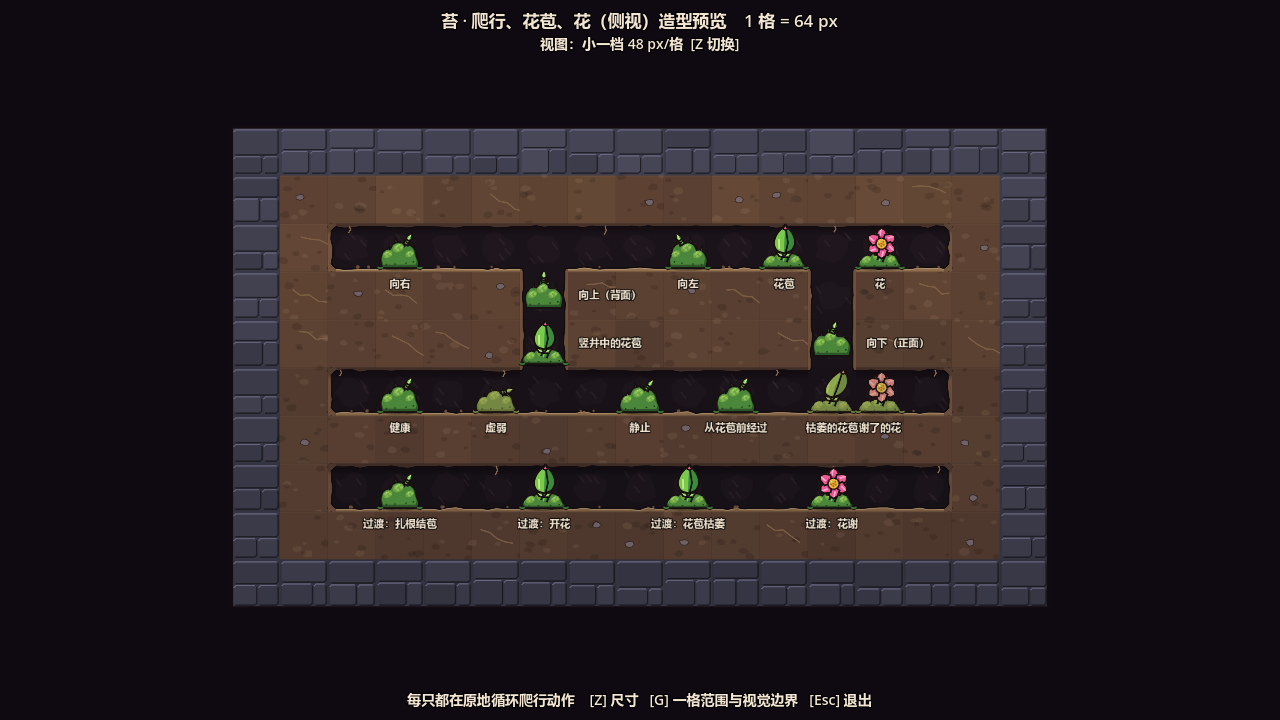 苔 · 爬行、花苞、花（侧视）造型预览 1 格 = 64 px
视图：小一档 48 px/格 [Z 切换]
向右
向左
花苞
花
向上（背面）
竖井中的花苞
向下（正面）
健康
虚弱
静止
从花苞前经过
枯萎的花苞
谢了的花
过渡：扎根结苞
过渡：开花
过渡：花苞枯萎
过渡：花谢
每只都在原地循环爬行动作 [Z] 尺寸 [G] 一格范围与视觉边界 [Esc] 退出